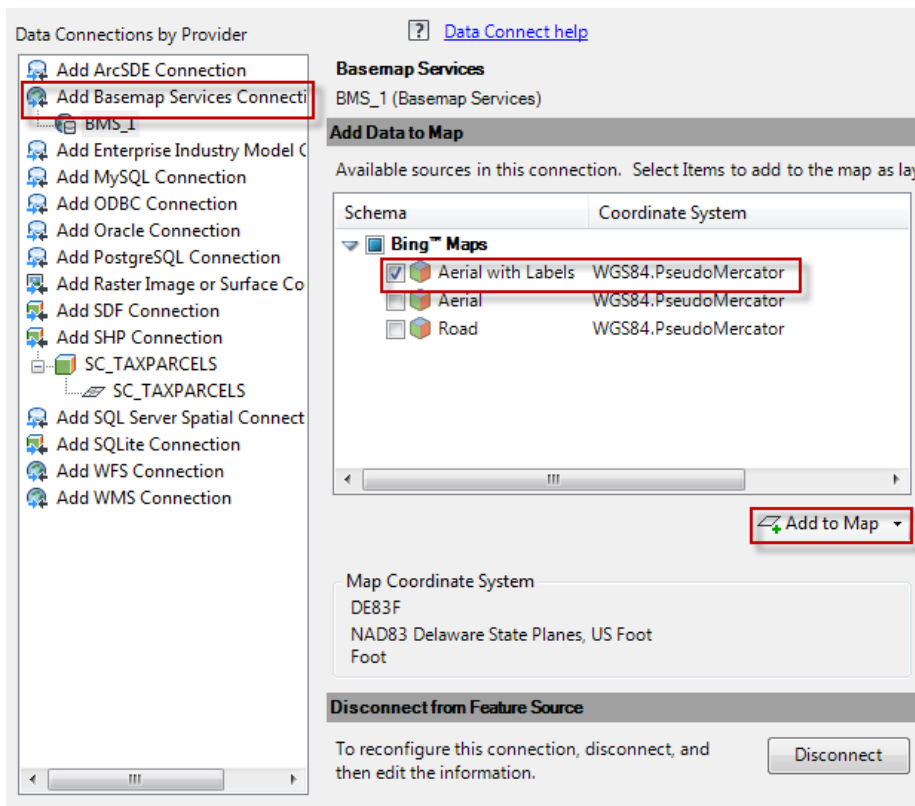 Data Connections by Provider
Add ArcSDE Connection
Add Basemap Services Connecti
BMS_1
Add Enterprise Industry Model C
Add MySQL Connection
Add ODBC Connection
Add Oracle Connection
Add PostgreSQL Connection
Add Raster Image or Surface Co
Add SDF Connection
Add SHP Connection
SC_TAXPARCELS
SC_TAXPARCELS
Add SQL Server Spatial Connect
Add SQLite Connection
Add WFS Connection
Add WMS Connection
? Data Connect help
Basemap Services
BMS_1 (Basemap Services)
Add Data to Map
Available sources in this connection. Select Items to add to the map as lay
Schema Coordinate System
Bing™ Maps
Aerial with Labels WGS84.PseudoMercator
Aerial WGS84.PseudoMercator
Road WGS84.PseudoMercator
Add to Map
Map Coordinate System
DE83F
NAD83 Delaware State Planes, US Foot
Foot
Disconnect from Feature Source
To reconfigure this connection, disconnect, and
then edit the information.
Disconnect